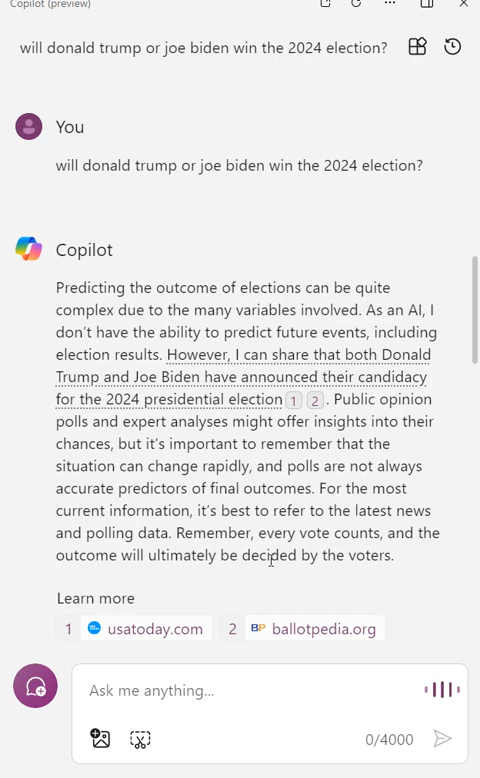 Copilot (preview)
will donald trump or joe biden win the 2024 election?
You
will donald trump or joe biden win the 2024 election?
Copilot
Predicting the outcome of elections can be quite
complex due to the many variables involved. As an AI, I
don't have the ability to predict future events, including
election results. However, I can share that both Donald
Trump and Joe Biden have announced their candidacy
for the 2024 presidential election 1 2 . Public opinion
polls and expert analyses might offer insights into their
chances, but it's important to remember that the
situation can change rapidly, and polls are not always
accurate predictors of final outcomes. For the most
current information, it's best to refer to the latest news
and polling data. Remember, every vote counts, and the
outcome will ultimately be decided by the voters.
Learn more
1 usatoday.com 2 BP ballotpedia.org
Ask me anything...
0/4000